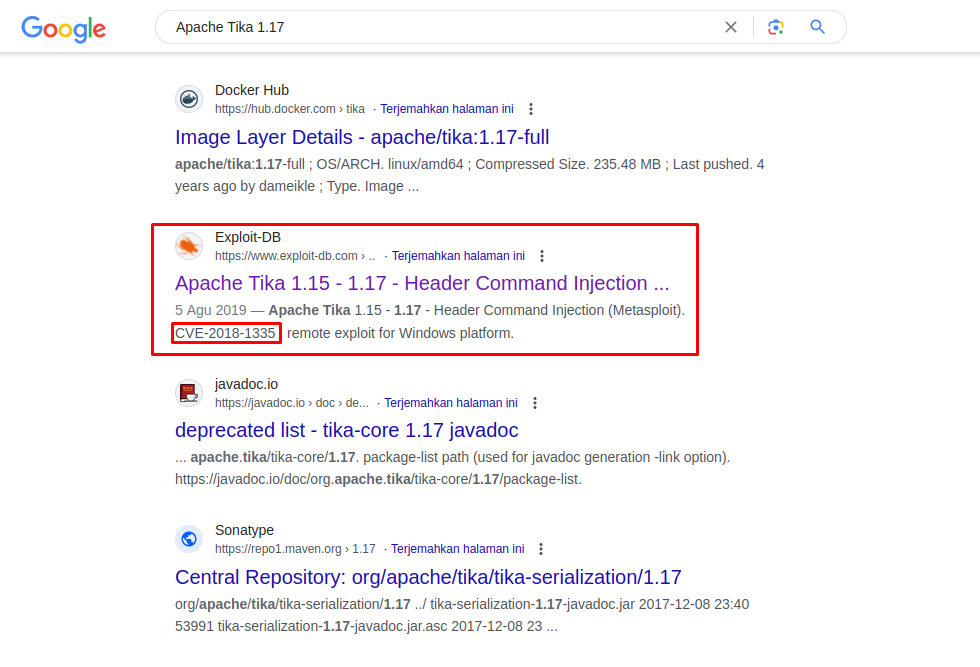 Google
Apache Tika 1.17
Docker Hub
https://hub.docker.com › tika · Terjemahkan halaman ini
Image Layer Details - apache/tika:1.17-full
apache/tika:1.17-full ; OS/ARCH. linux/amd64 ; Compressed Size. 235.48 MB ; Last pushed. 4
years ago by dameikle ; Type. Image ...
Exploit-DB
https://www.exploit-db.com › .. · Terjemahkan halaman ini
Apache Tika 1.15 - 1.17 - Header Command Injection ...
5 Agu 2019 — Apache Tika 1.15 - 1.17 - Header Command Injection (Metasploit).
CVE-2018-1335 remote exploit for Windows platform.
javadoc.io
https://javadoc.io › doc › de... · Terjemahkan halaman ini
deprecated list - tika-core 1.17 javadoc
... apache.tika/tika-core/1.17. package-list path (used for javadoc generation -link option).
https://javadoc.io/doc/org.apache.tika/tika-core/1.17/package-list.
Sonatype
https://repo1.maven.org › 1.17 · Terjemahkan halaman ini
Central Repository: org/apache/tika/tika-serialization/1.17
org/apache/tika/tika-serialization/1.17 ../ tika-serialization-1.17-javadoc.jar 2017-12-08 23:40
53991 tika-serialization-1.17-javadoc.jar.asc 2017-12-08 23 ...